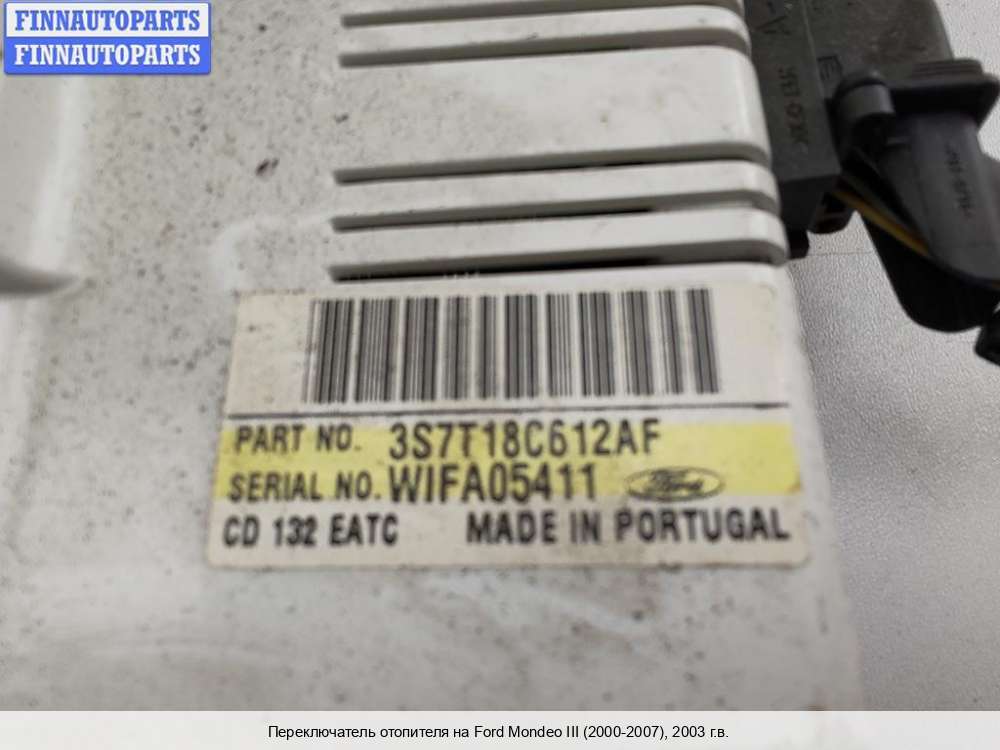 FINNAUTOPARTS
FINNAUTOPARTS
PART NO. 3S7T18C612AF
SERIAL NO. WIFA05411
Ford
CD 132 EATC MADE IN PORTUGAL
Переключатель отопителя на Ford Mondeo III (2000-2007), 2003 г.в.